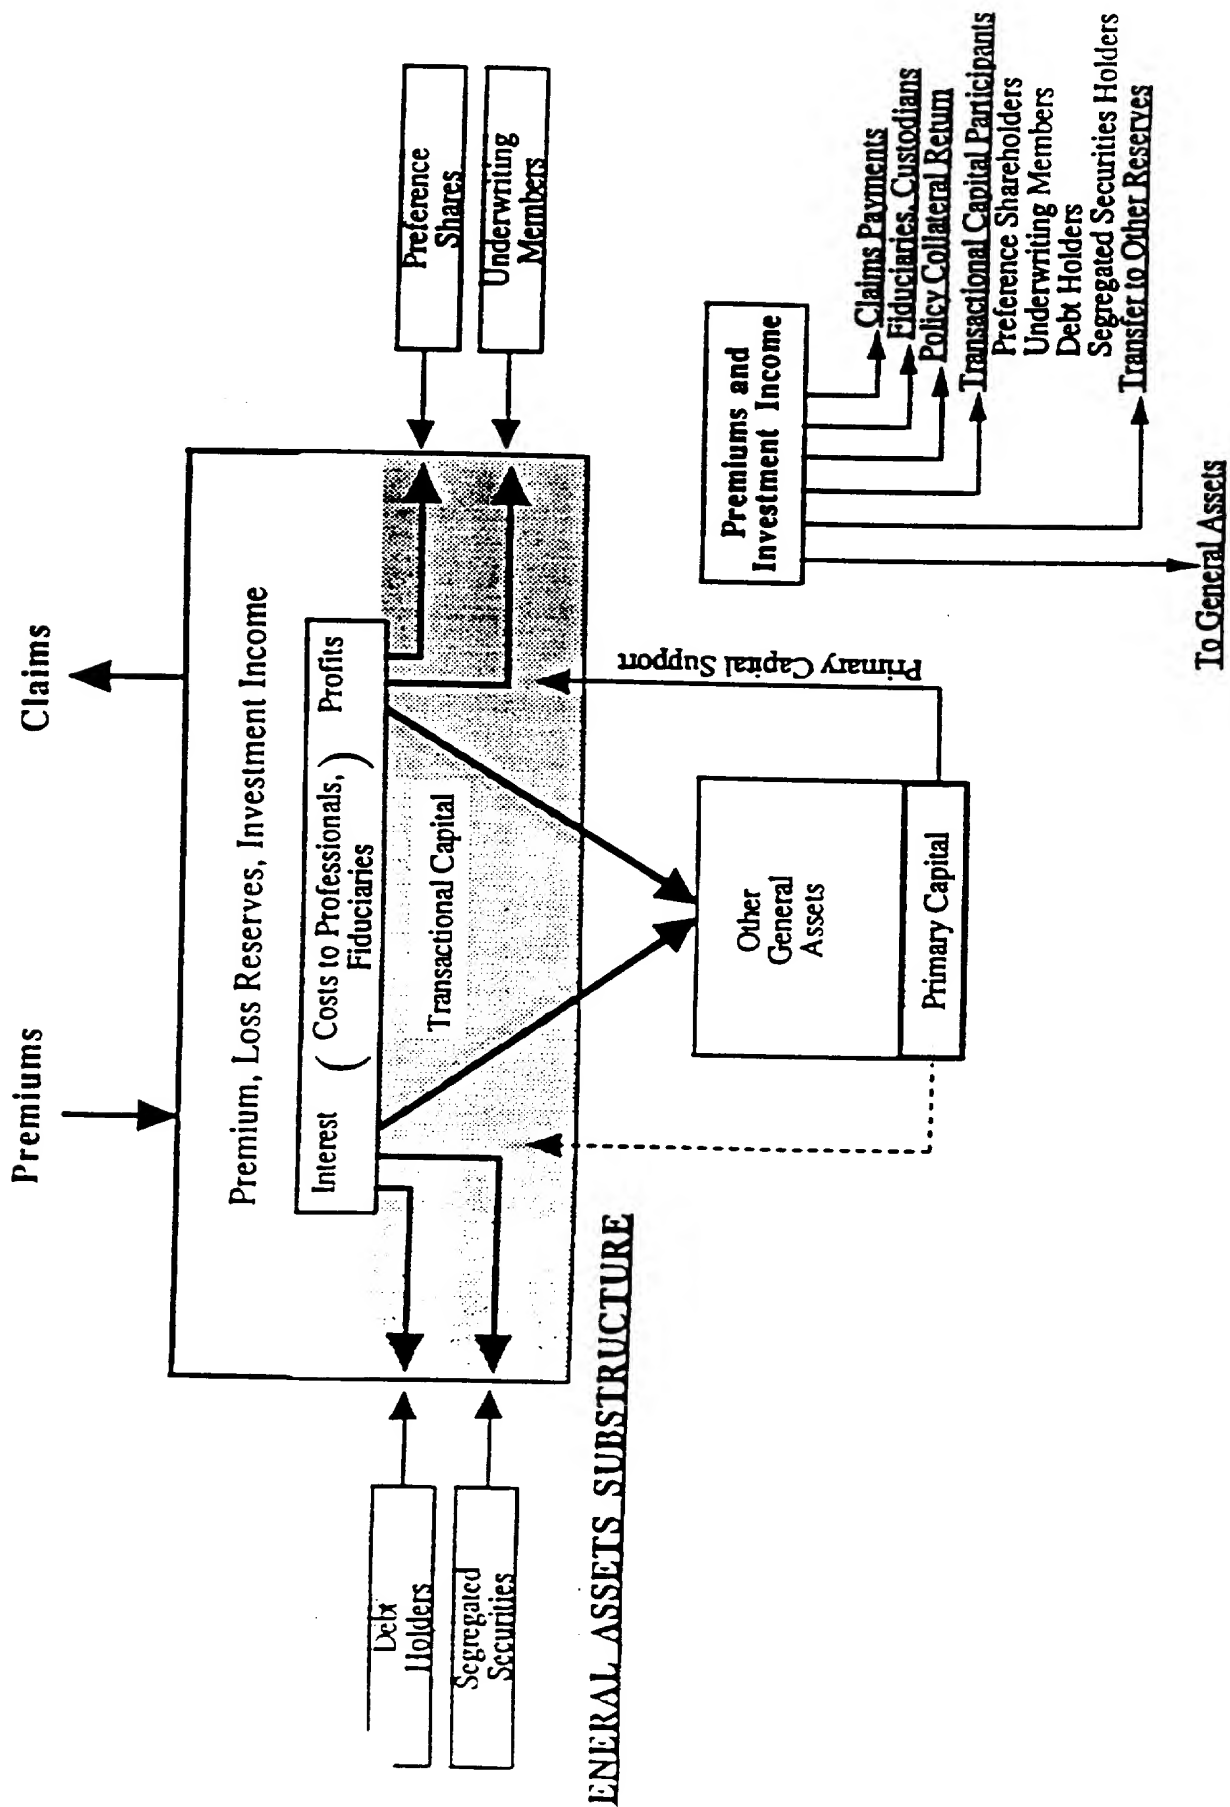 Premiums
Claims
Premium, Loss Reserves, Investment Income
Interest
( Costs to Professionals, )
Fiduciaries
Profits
Transactional Capital
Debt
Holders
Segregated
Securities
Preference
Shares
Underwriting
Members
ENERAL ASSETS SUBSTRUCTURE
Other
General
Assets
Primary Capital
Primary Capital Support
Premiums and
Investment Income
Claims Payments
Fiduciaries, Custodians
Policy Collateral Return
Transactional Capital Participants
Preference Shareholders
Underwriting Members
Debt Holders
Segregated Securities Holders
Transfer to Other Reserves
To General Assets